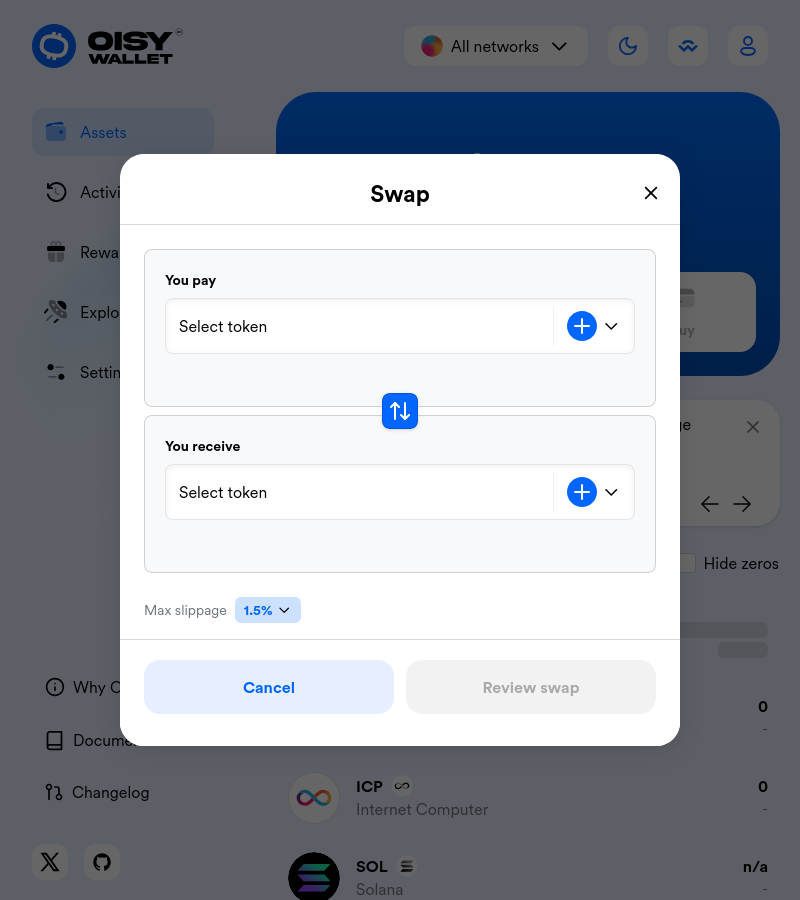 OISY
WALLET
All networks
Assets
Activi
Rewa
Explo
Settin
Swap
You pay
Select token
You receive
Select token
Max slippage
1.5%
Cancel
Review swap
uy
ge
Hide zeros
0
-
ICP
Internet Computer
0
-
SOL
Solana
n/a
-
Why O
Docume
Changelog